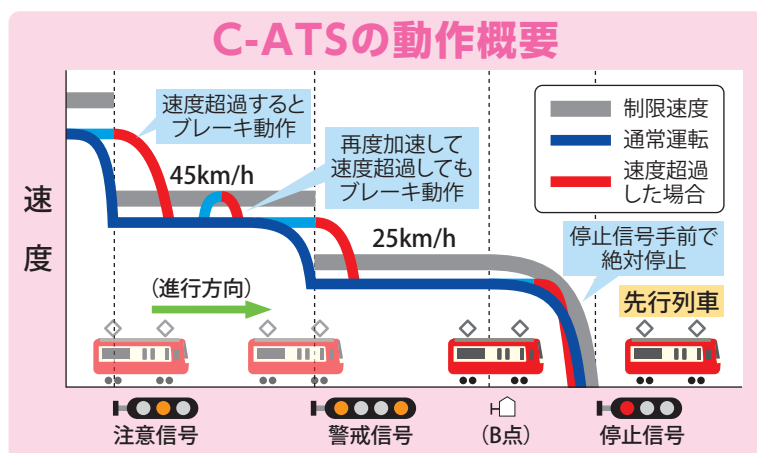 C-ATSの動作概要
速度超過すると
ブレーキ動作
再度加速して
速度超過しても
ブレーキ動作
制限速度
通常運転
速度超過
した場合
45km/h
速度
25km/h
停止信号手前で
絶対停止
(進行方向)
先行列車
注意信号
警戒信号
(B点)
停止信号